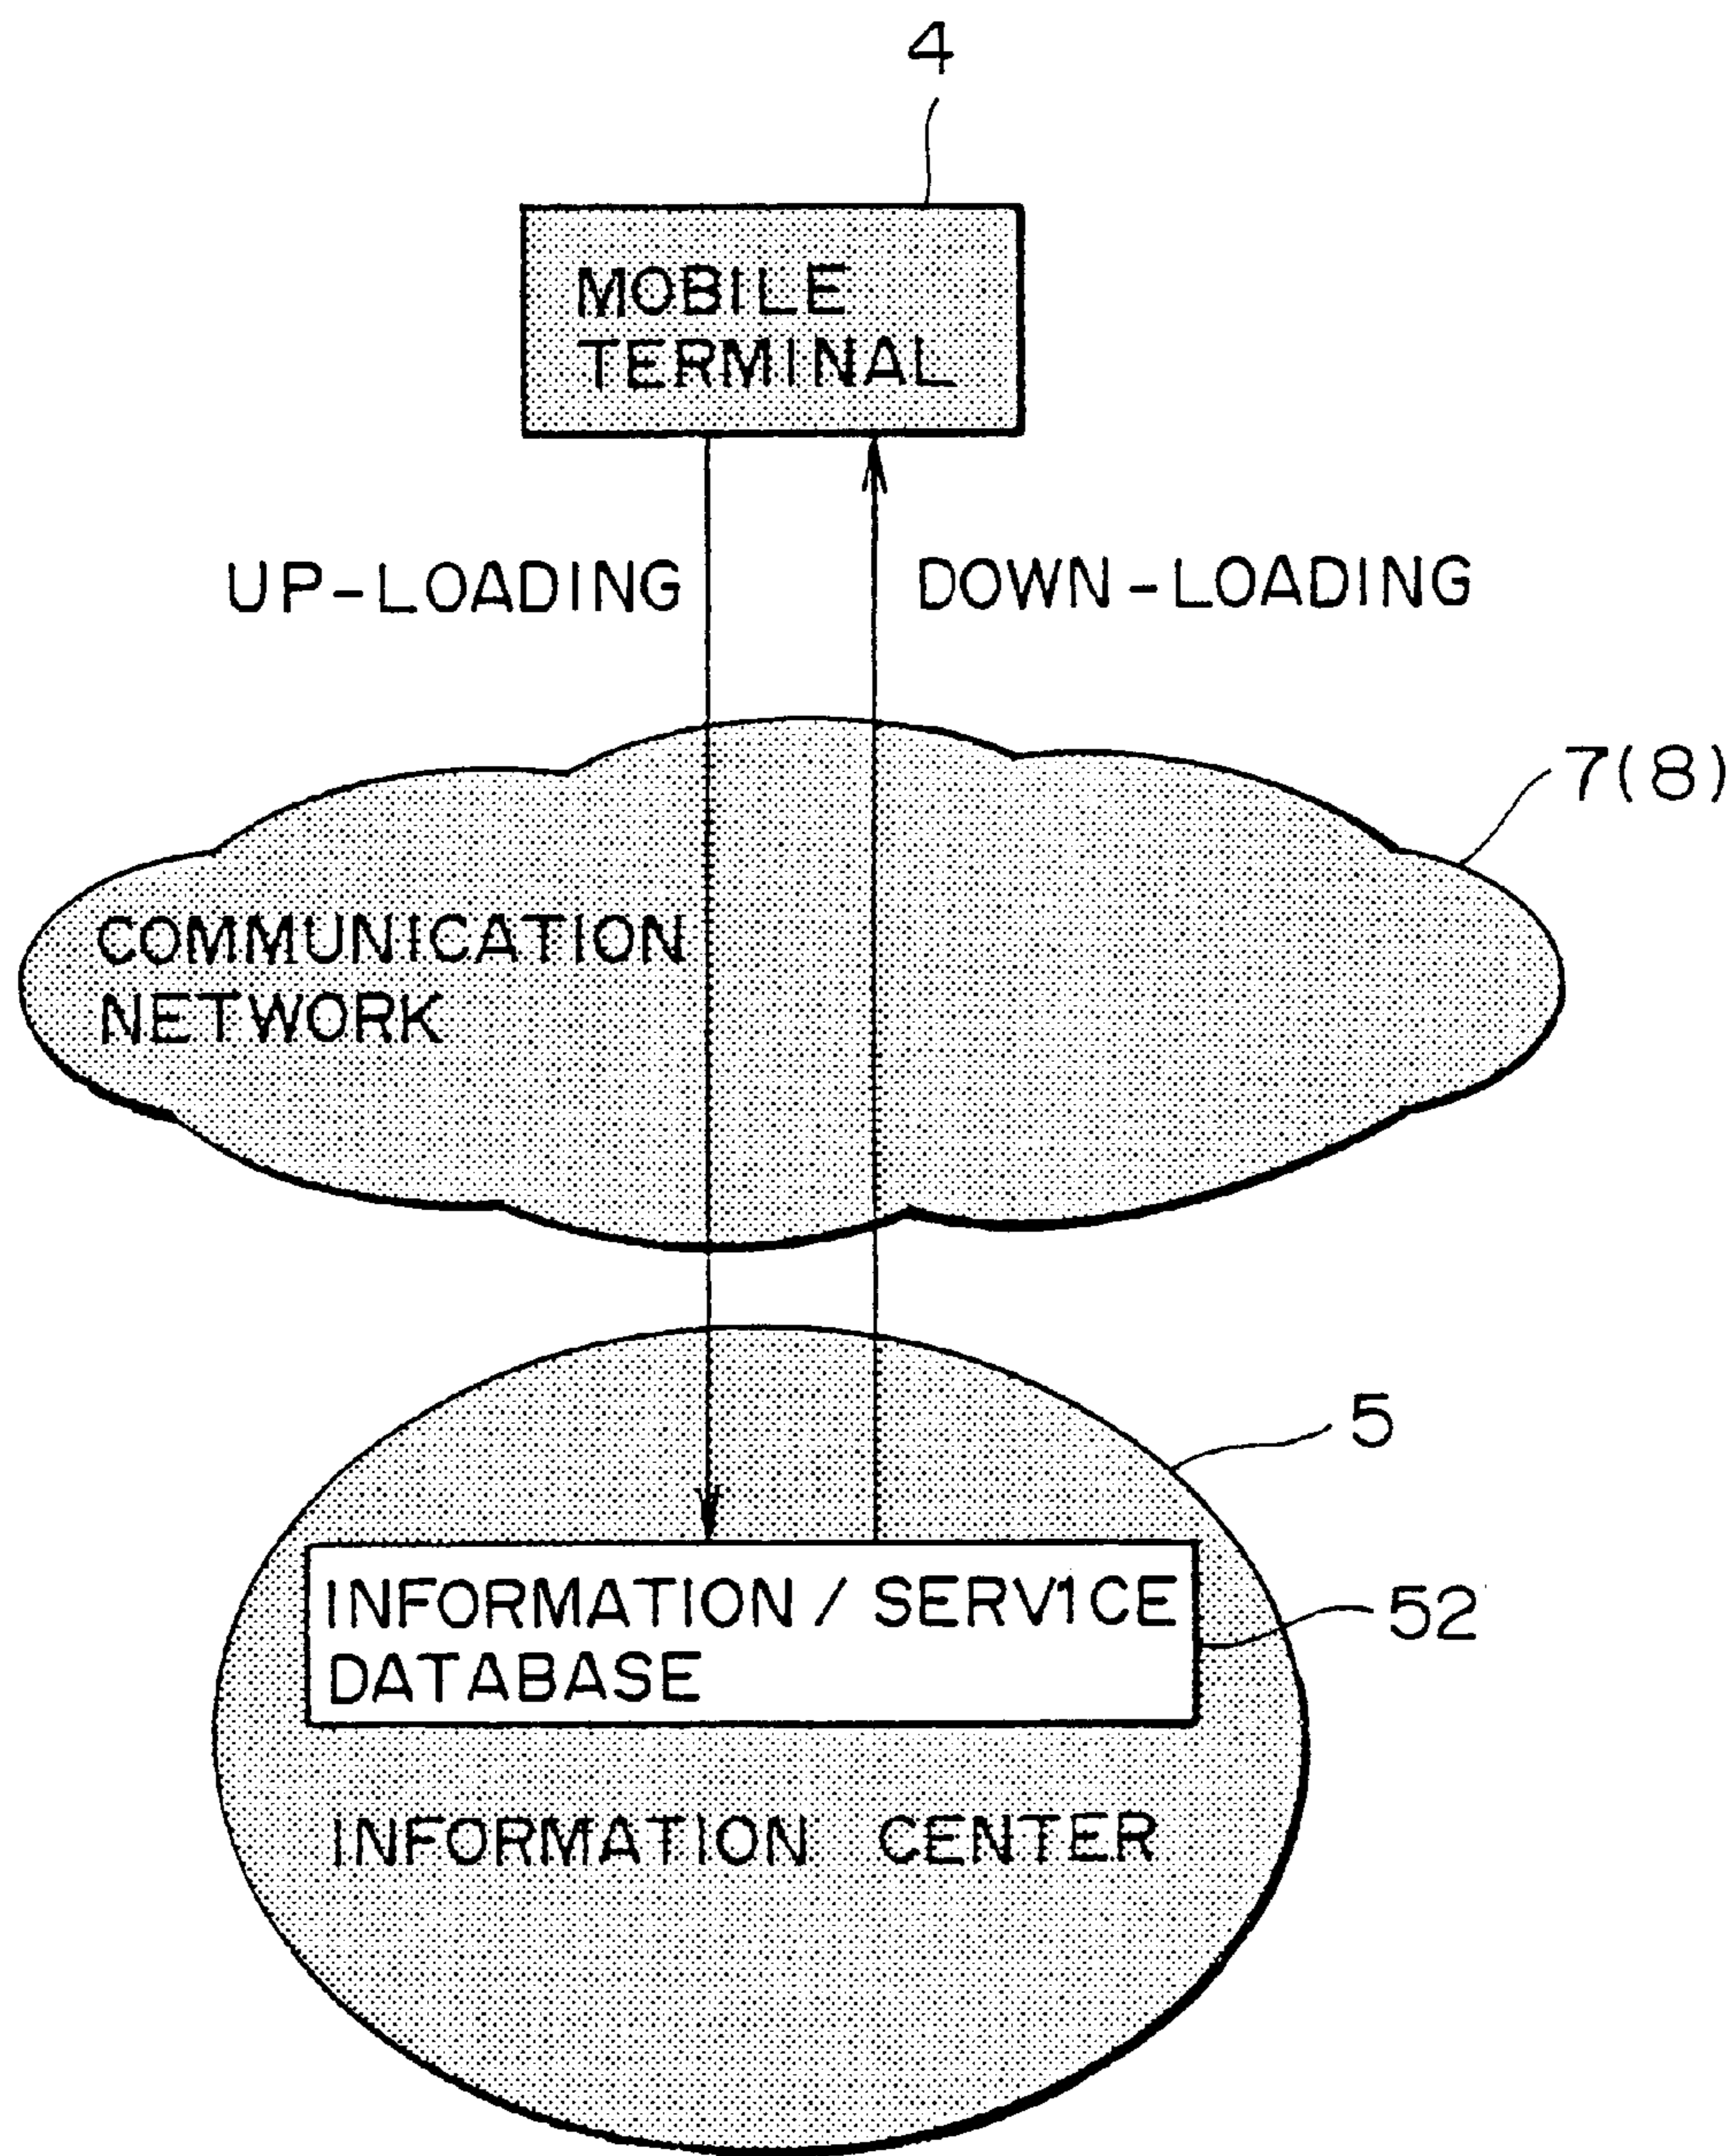 4
MOBILE
TERMINAL
UP-LOADING
DOWN-LOADING
7(8)
COMMUNICATION
NETWORK
5
INFORMATION / SERVICE
DATABASE
52
INFORMATION CENTER